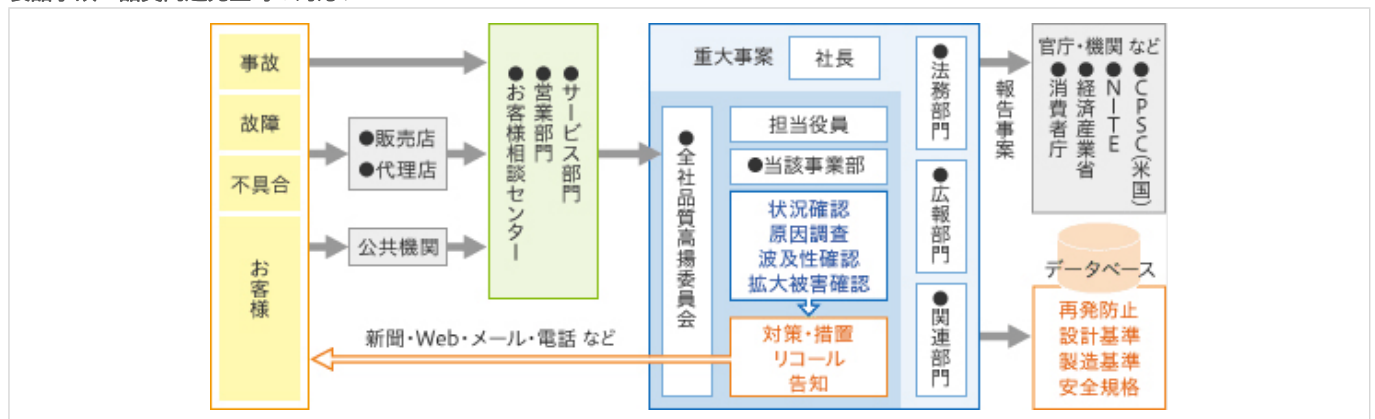 事故
故障
不具合
お客様
●販売店
●代理店
公共機関
●サービス部門
●営業部門
●お客様相談センター
重大事案
社長
●全社品質高揚委員会
担当役員
●当該事業部
状況確認
原因調査
波及性確認
拡大被害確認
対策・措置
リコール
告知
●法務部門
●広報部門
●関連部門
報告事案
官庁・機関 など
●CPSC(米国)
●NITE
●経済産業省
●消費者庁
データベース
再発防止
設計基準
製造基準
安全規格
新聞・Web・メール・電話 など